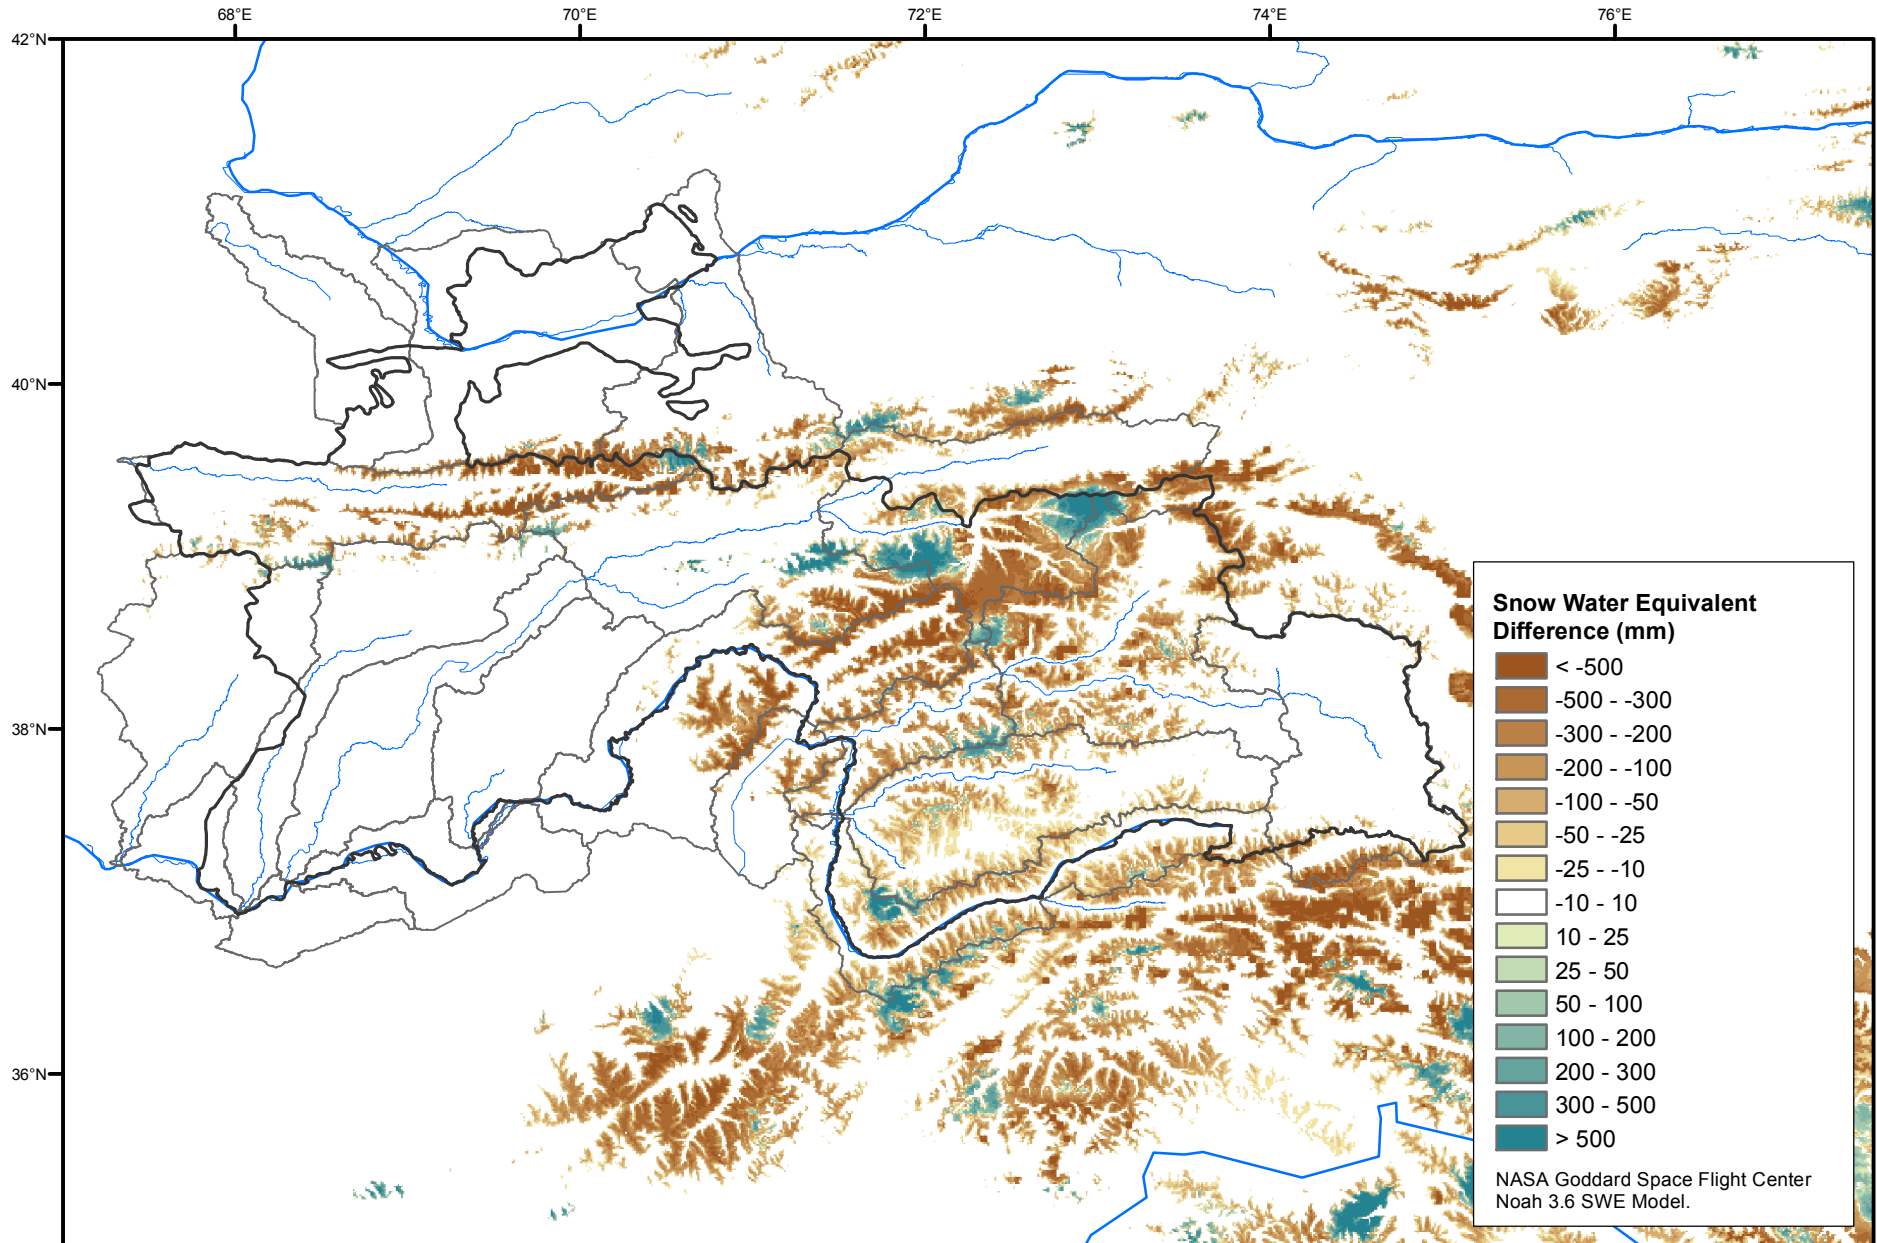 68°E
70°E
72°E
74°E
76°E
42°N
40°N
38°N
36°N
Snow Water Equivalent
Difference (mm)
< -500
-500 - -300
-300 - -200
-200 - -100
-100 - -50
-50 - -25
-25 - -10
-10 - 10
10 - 25
25 - 50
50 - 100
100 - 200
200 - 300
300 - 500
> 500
NASA Goddard Space Flight Center
Noah 3.6 SWE Model.